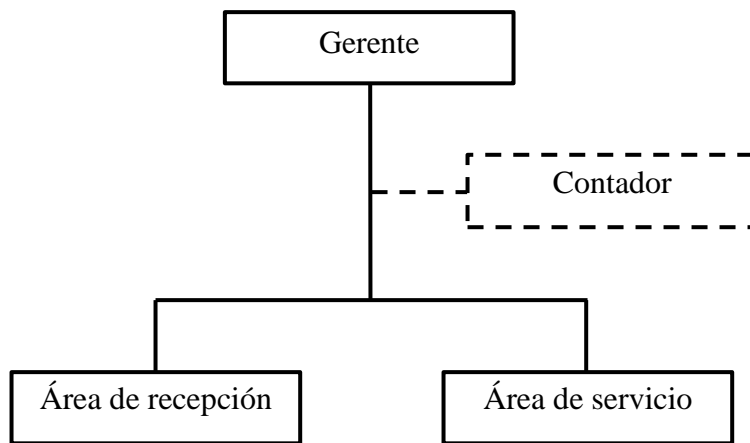 Gerente
Contador
Área de recepción
Área de servicio